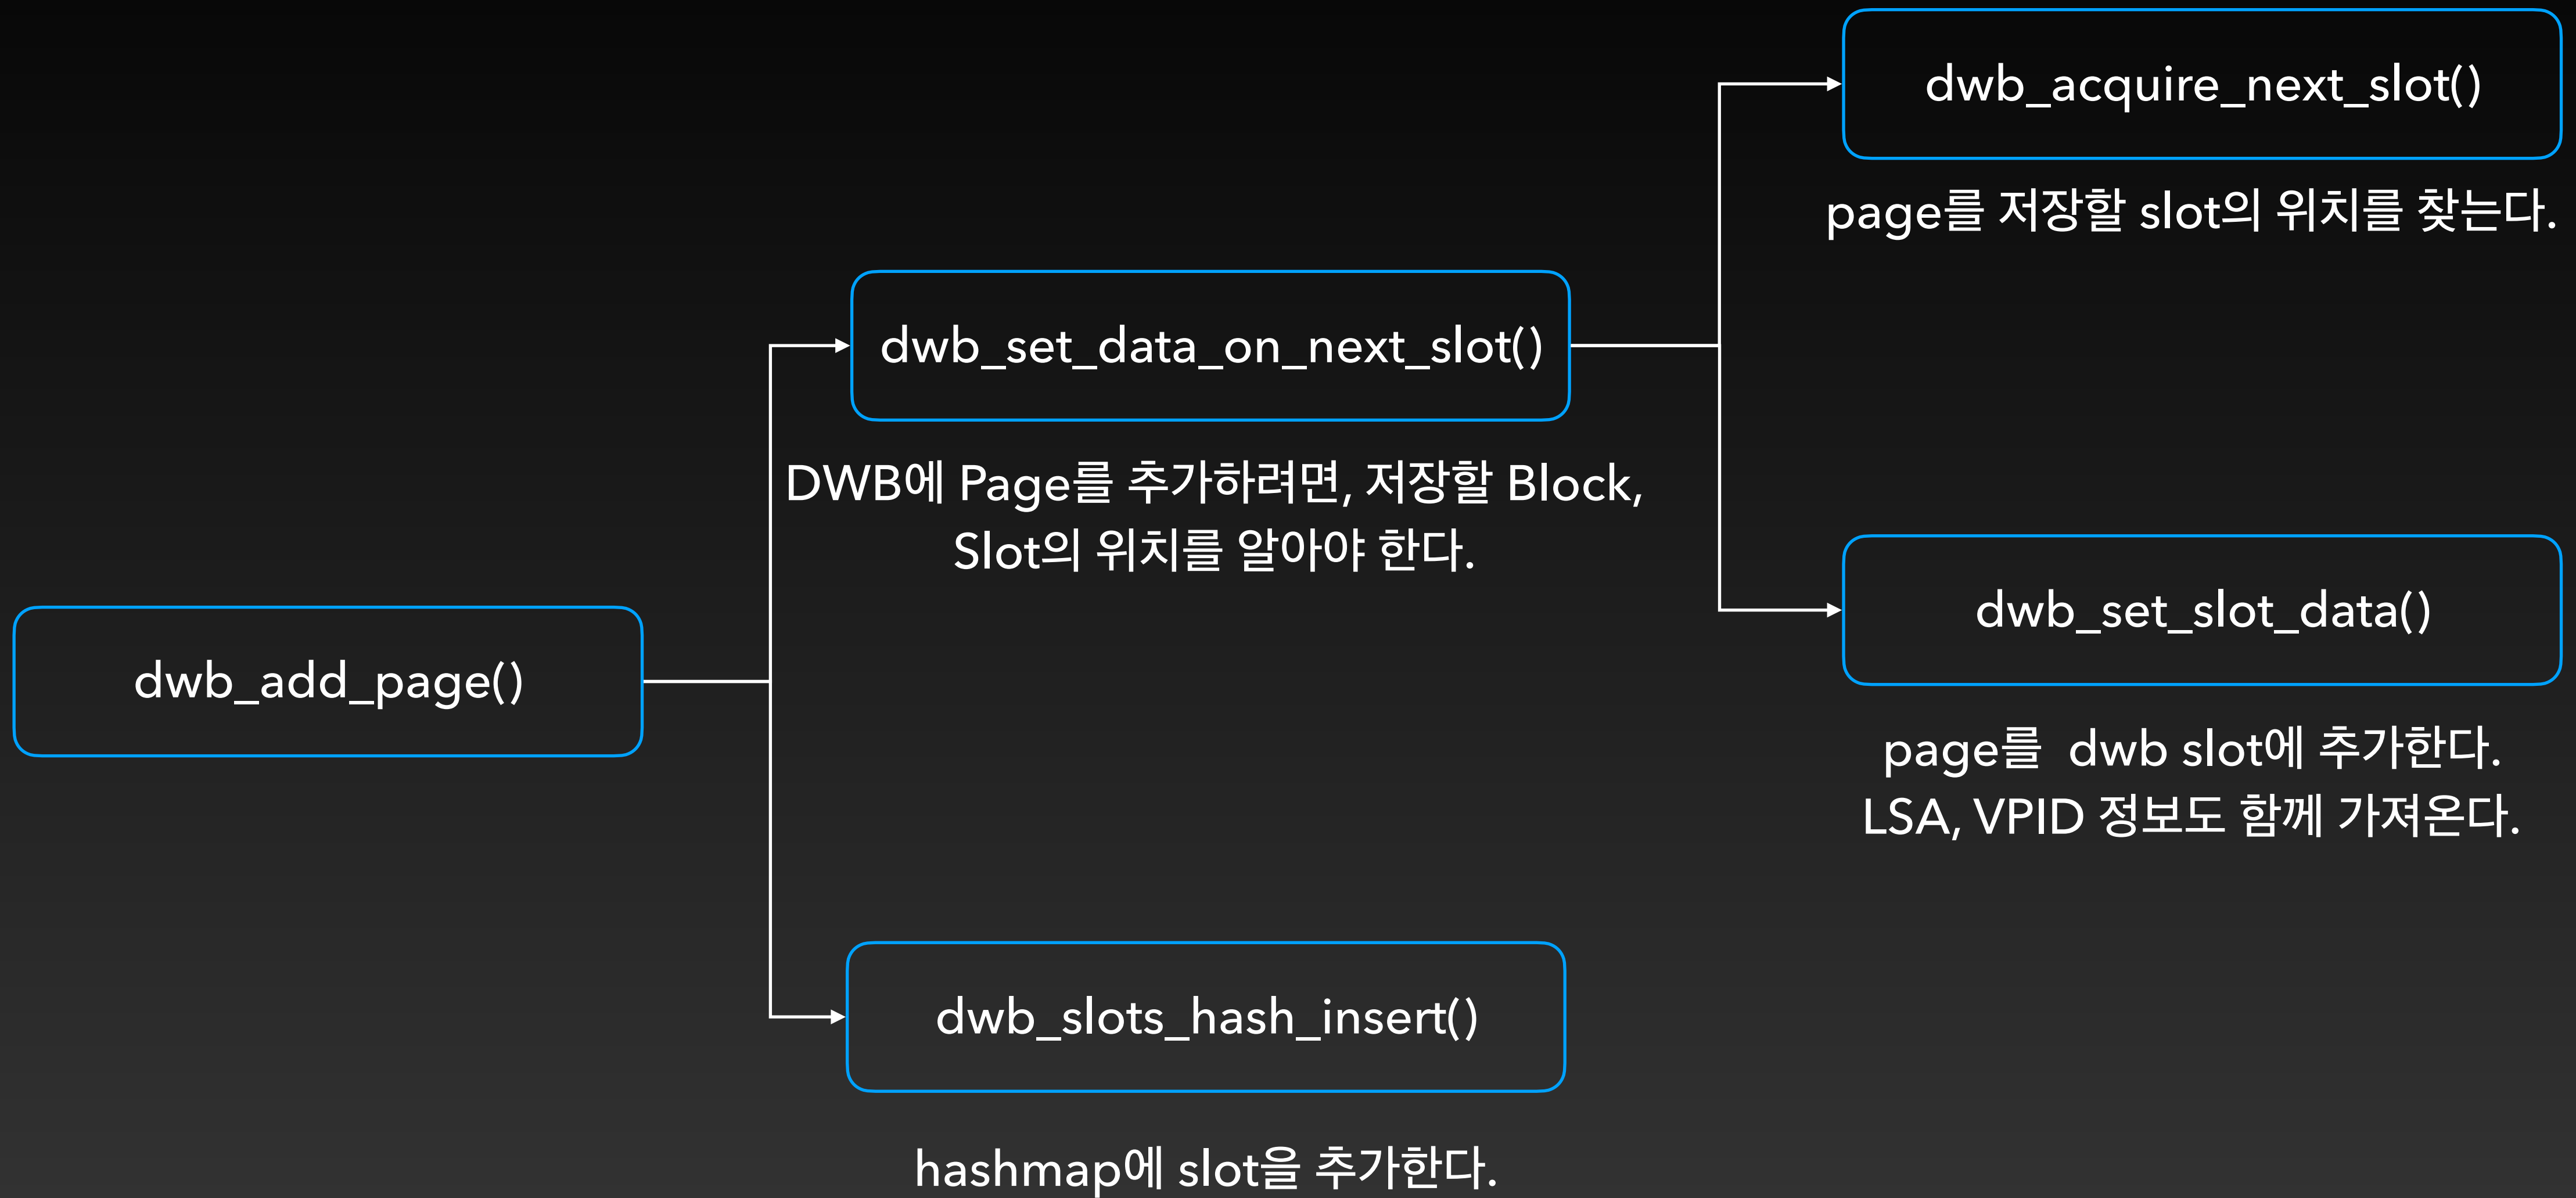 dwb_acquire_next_slot()
page를 저장할 slot의 위치를 찾는다.
dwb_set_data_on_next_slot()
DWB에 Page를 추가하려면, 저장할 Block,
Slot의 위치를 알아야 한다.
dwb_set_slot_data()
page를  dwb slot에 추가한다.
LSA, VPID 정보도 함께 가져온다.
dwb_add_page()
dwb_slots_hash_insert()
hashmap에 slot을 추가한다.